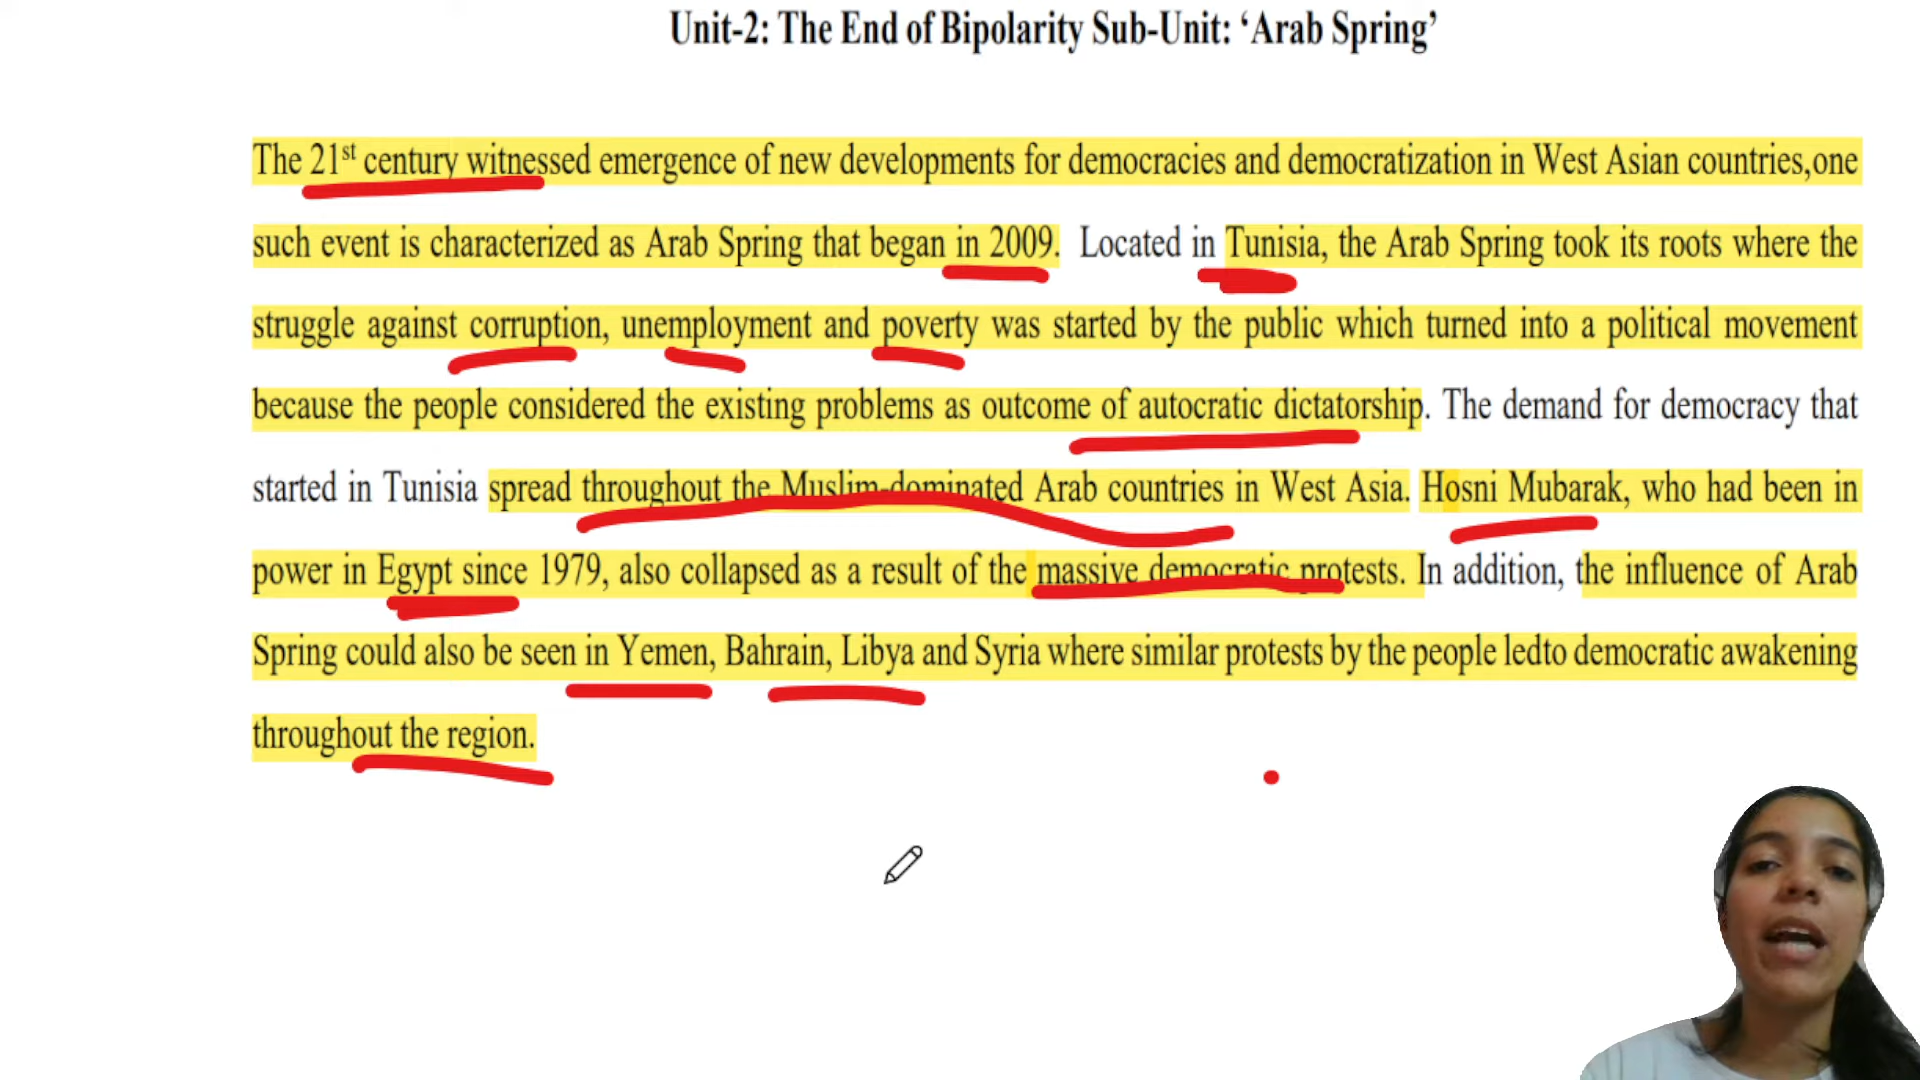 Unit-2: The End of Bipolarity Sub-Unit: ‘Arab Spring’
The 21st century witnessed emergence of new developments for democracies and democratization in West Asian countries,one
such event is characterized as Arab Spring that began in 2009. Located in Tunisia, the Arab Spring took its roots where the
struggle against corruption, unemployment and poverty was started by the public which turned into a political movement
because the people considered the existing problems as outcome of autocratic dictatorship. The demand for democracy that
started in Tunisia spread throughout the Muslim-dominated Arab countries in West Asia. Hosni Mubarak, who had been in
power in Egypt since 1979, also collapsed as a result of the massive democratic protests. In addition, the influence of Arab
Spring could also be seen in Yemen, Bahrain, Libya and Syria where similar protests by the people ledto democratic awakening
throughout the region.